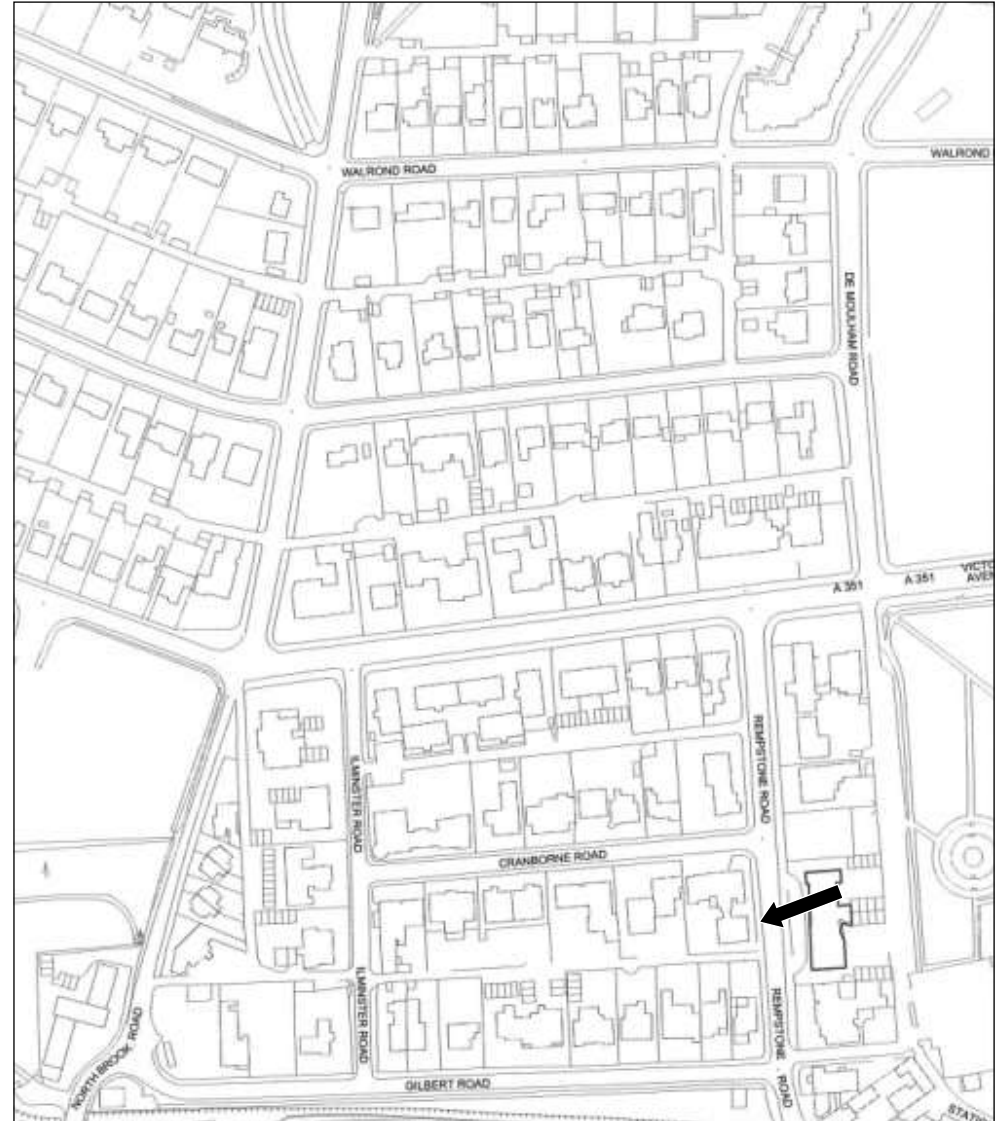 WALROND ROAD
WALROND
DE MOULHAM ROAD
A 351
A 351
VICTO
AVEN
REMPSTONE ROAD
ILMINSTER ROAD
CRANBORNE ROAD
ILMINSTER ROAD
REMPSTONE ROAD
NORTH BROOK ROAD
GILBERT ROAD
STATIO